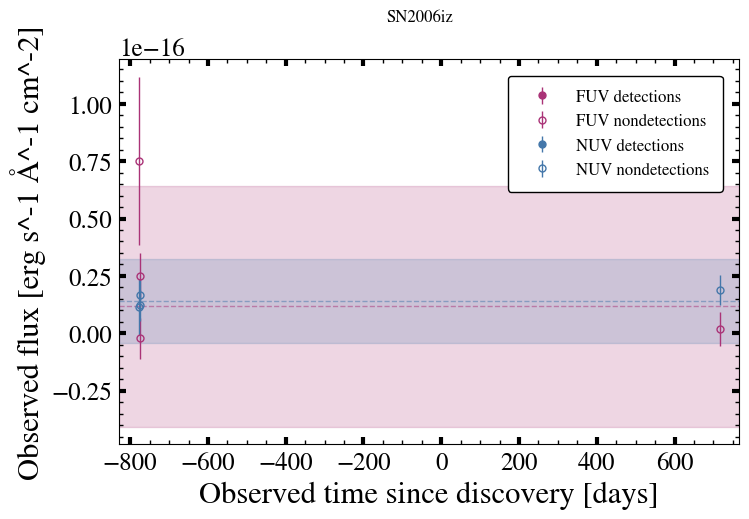 SN2006iz
1e−16
FUV detections
FUV nondetections
NUV detections
NUV nondetections
1.00
0.75
0.50
0.25
0.00
−0.25
Observed flux [erg s^-1 Å^-1 cm^-2]
−800 −600 −400 −200 0 200 400 600
Observed time since discovery [days]